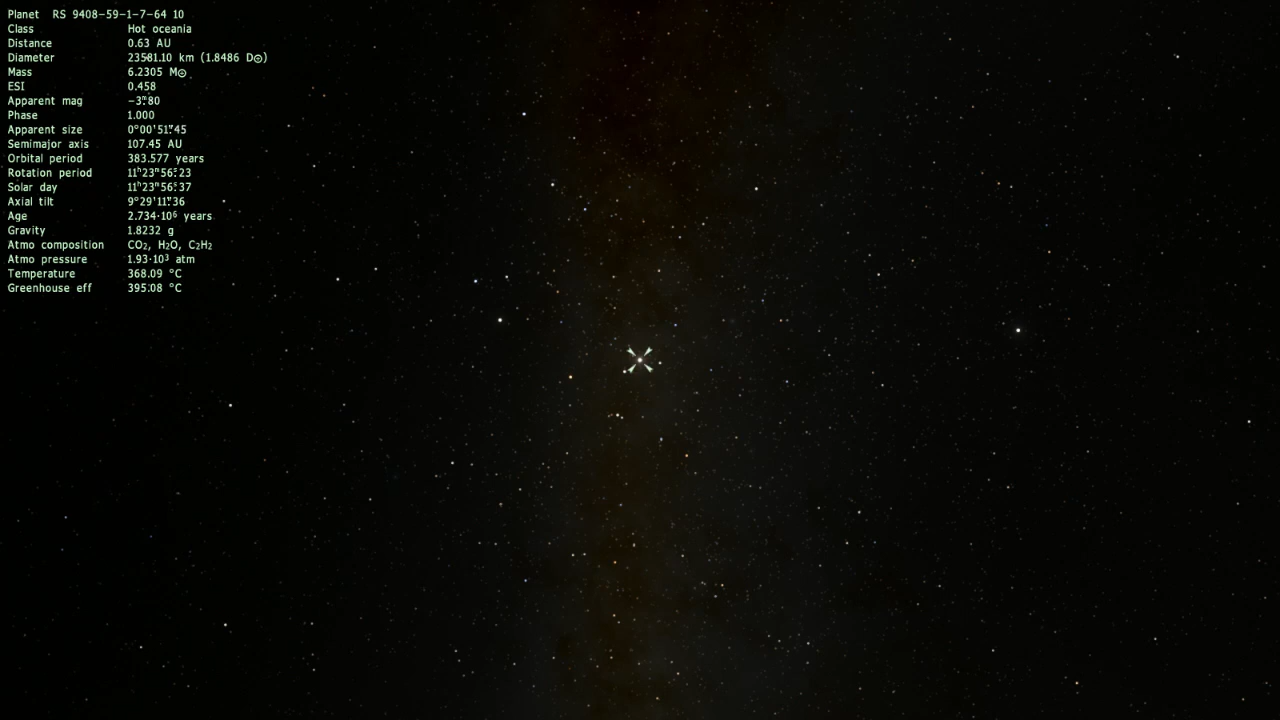 Planet RS 9408-59-1-7-64 10
Class Hot oceania
Distance 0.63 AU
Diameter 23581.10 km (1.8486 D⊙)
Mass 6.2305 M⊙
ESI 0.458
Apparent mag -3ᵐ.80
Phase 1.000
Apparent size 0°00'51".45
Semimajor axis 107.45 AU
Orbital period 383.577 years
Rotation period 11ʰ23ᵐ56ˢ.23
Solar day 11ʰ23ᵐ56ˢ.37
Axial tilt 9°29'11".36
Age 2.734·10⁶ years
Gravity 1.8232 g
Atmo composition CO₂, H₂O, C₂H₂
Atmo pressure 1.93·10³ atm
Temperature 368.09 °C
Greenhouse eff 395.08 °C